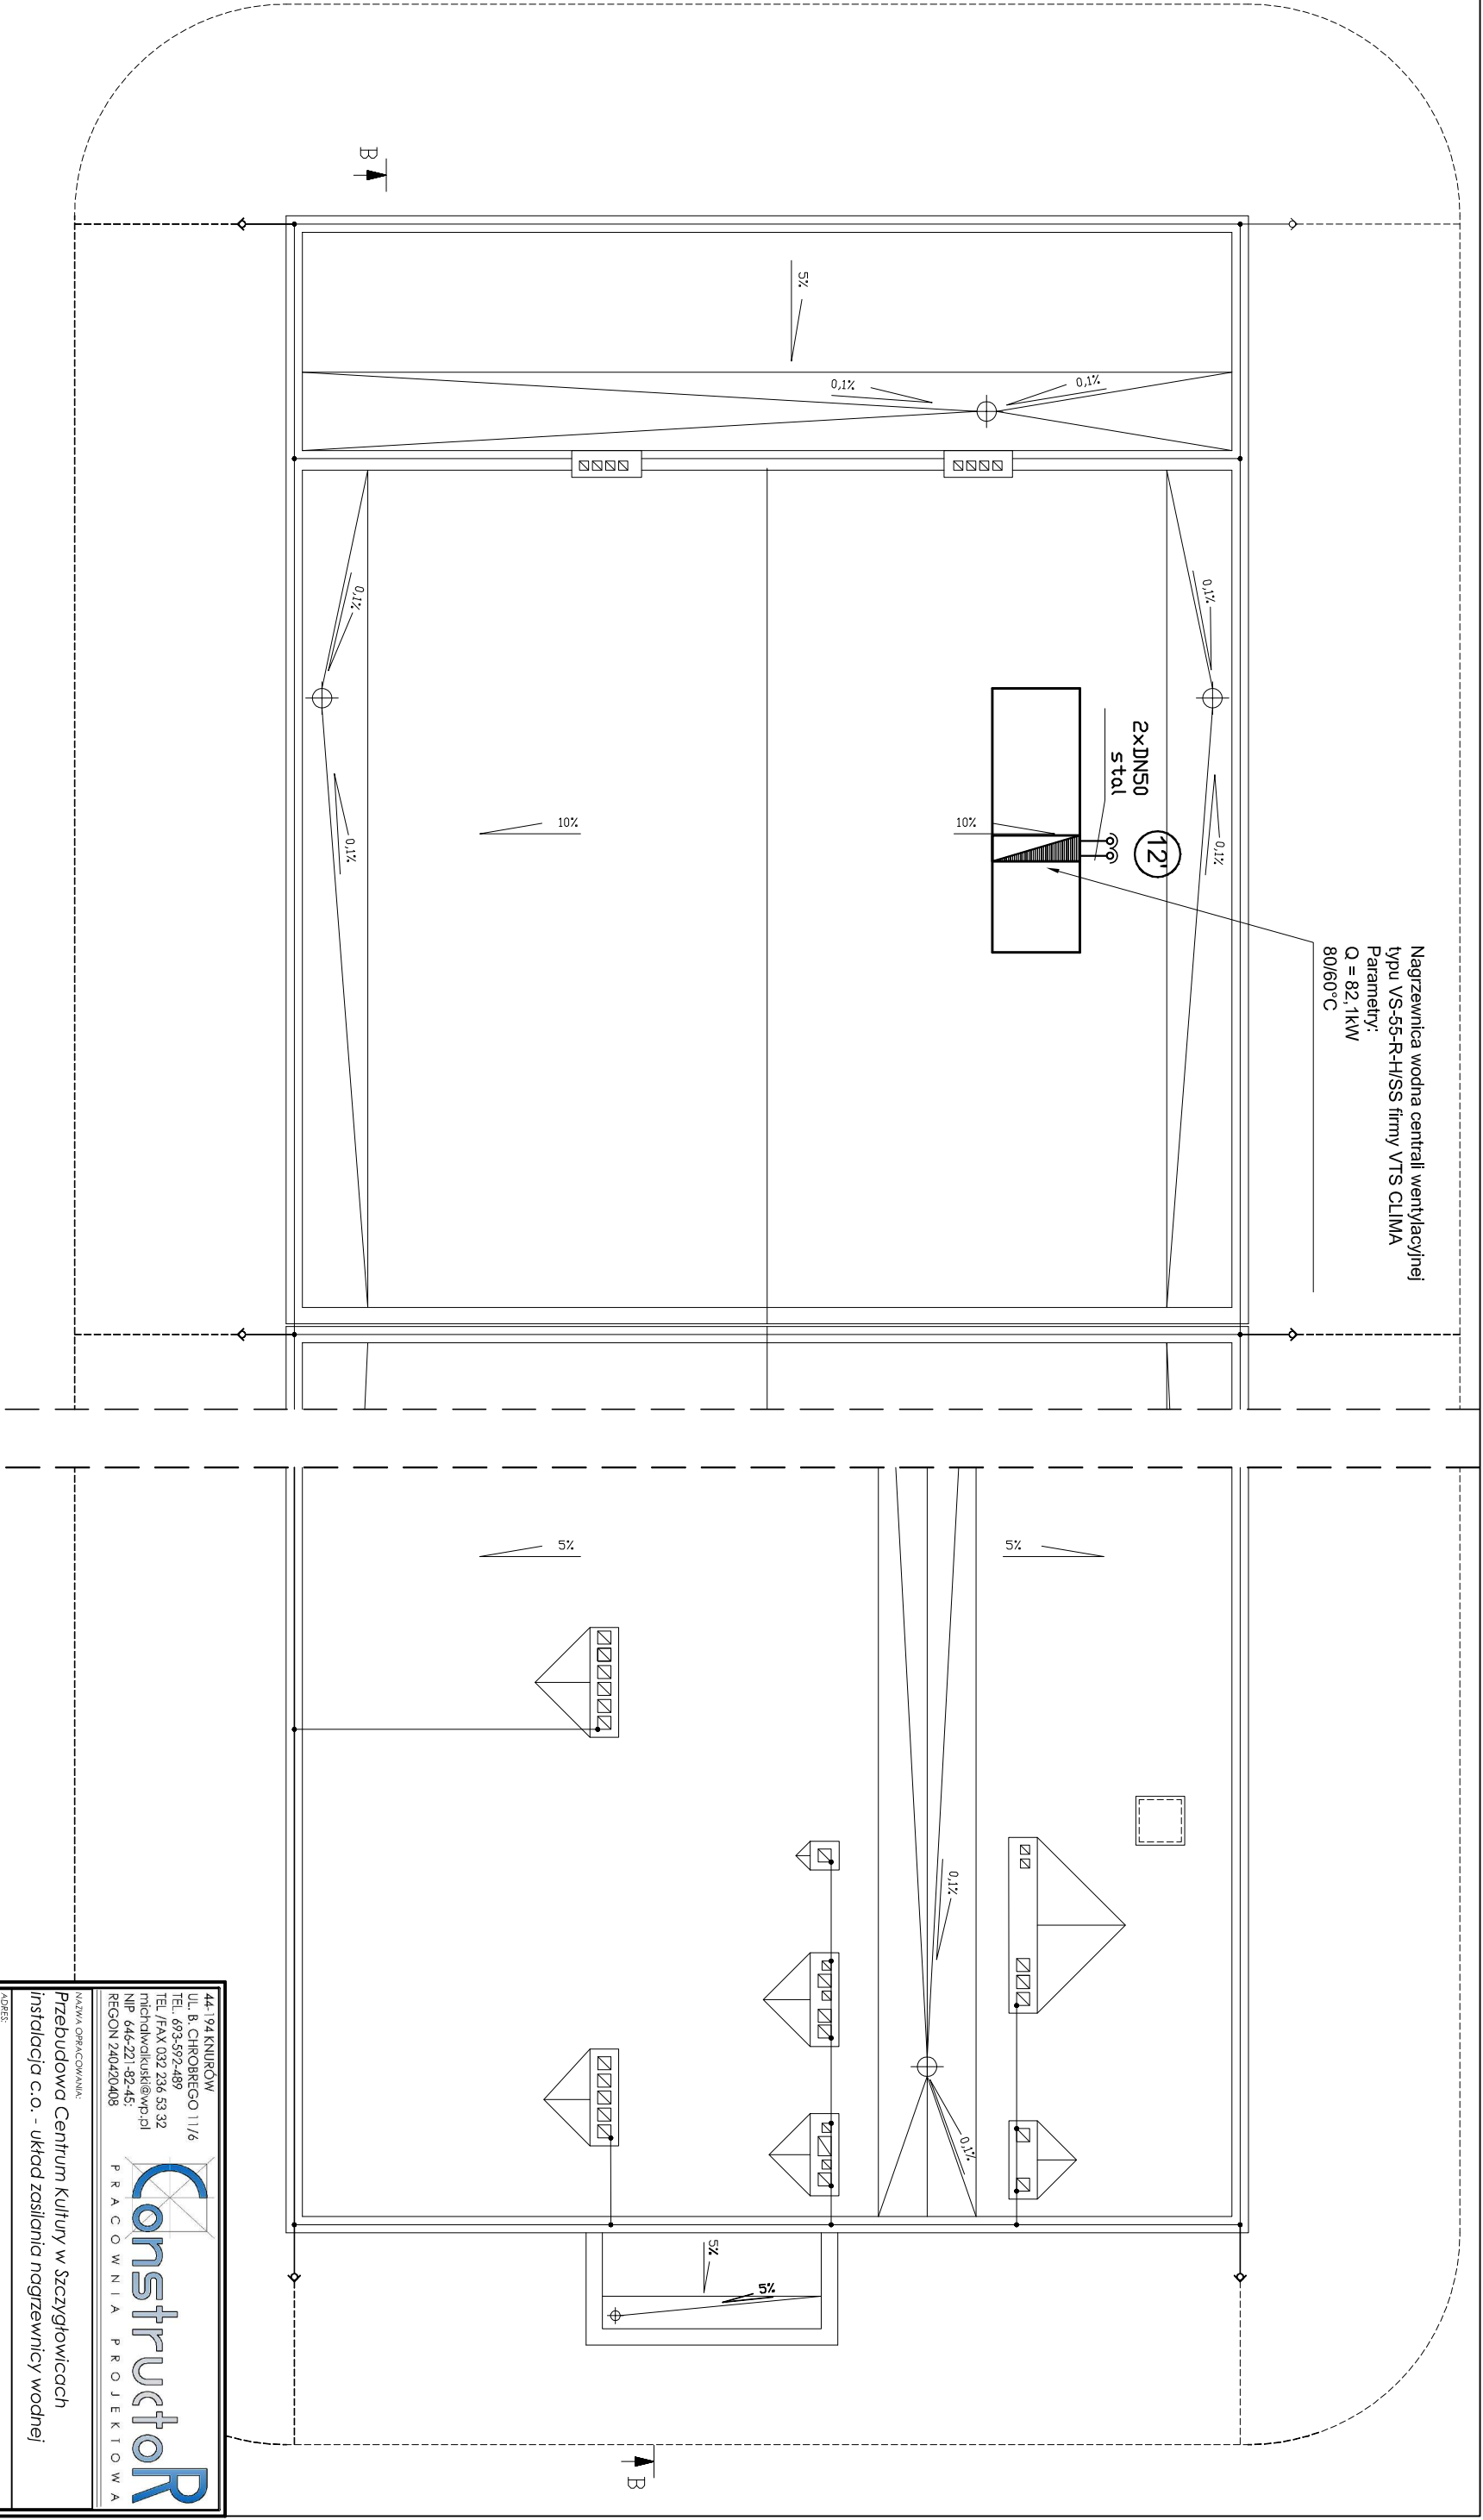 B
5%
0,1%
0,1%
0,1%
0,1%
0,1%
0,1%
10%
10%
2xDN50
stal
12'
Nagrzewnica wodna centrali wentylacyjnej
typu VS-55-R-H/SS firmy VTS CLIMA
Parametry:
Q = 82,1kW
80/60°C
5%
5%
0,1%
0,1%
5%
5%
B
44-194 KNURÓW
UL. B. CHROBREGO 11/6
TEL. 693-592-489
TEL /FAX 032 236 53 32
michalwalkuski@wp.pl
NIP 646-221-82-45;
REGON 240420408
ConstructoR
PRACOWNIA PROJEKTOWA
NAZWA OPRACOWANIA:
Przebudowa Centrum Kultury w Szczygłowicach
instalacja c.o. - układ zasilania nagrzewnicy wodnej
ADRES: